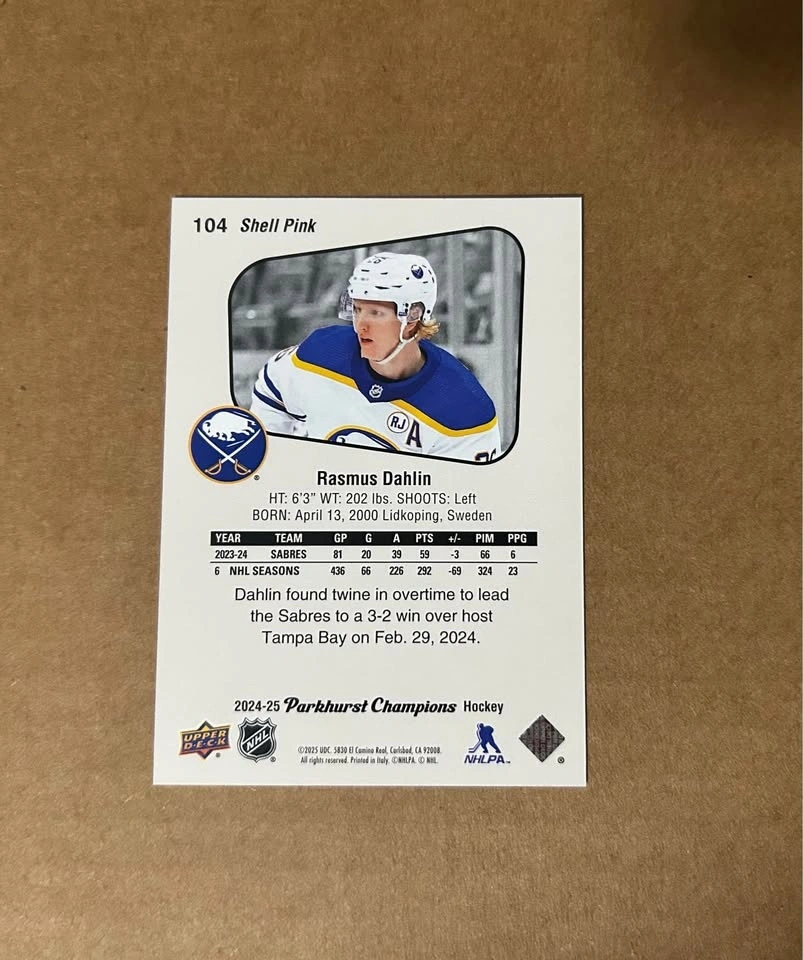 104 Shell Pink
26
RJ A
Rasmus Dahlin
HT: 6'3" WT: 202 lbs. SHOOTS: Left
BORN: April 13, 2000 Lidkoping, Sweden
YEAR TEAM GP G A PTS +/- PIM PPG
2023-24 SABRES 81 20 39 59 -3 66 6
6 NHL SEASONS 436 66 226 292 -69 324 23
Dahlin found twine in overtime to lead
the Sabres to a 3-2 win over host
Tampa Bay on Feb. 29, 2024.
2024-25 Parkhurst Champions Hockey
UPPER
D·E·C·K
NHL
©2025 UDC. 5830 El Camino Real, Carlsbad, CA 92008.
All rights reserved. Printed in Italy. ©NHLPA. © NHL.
NHLPA™